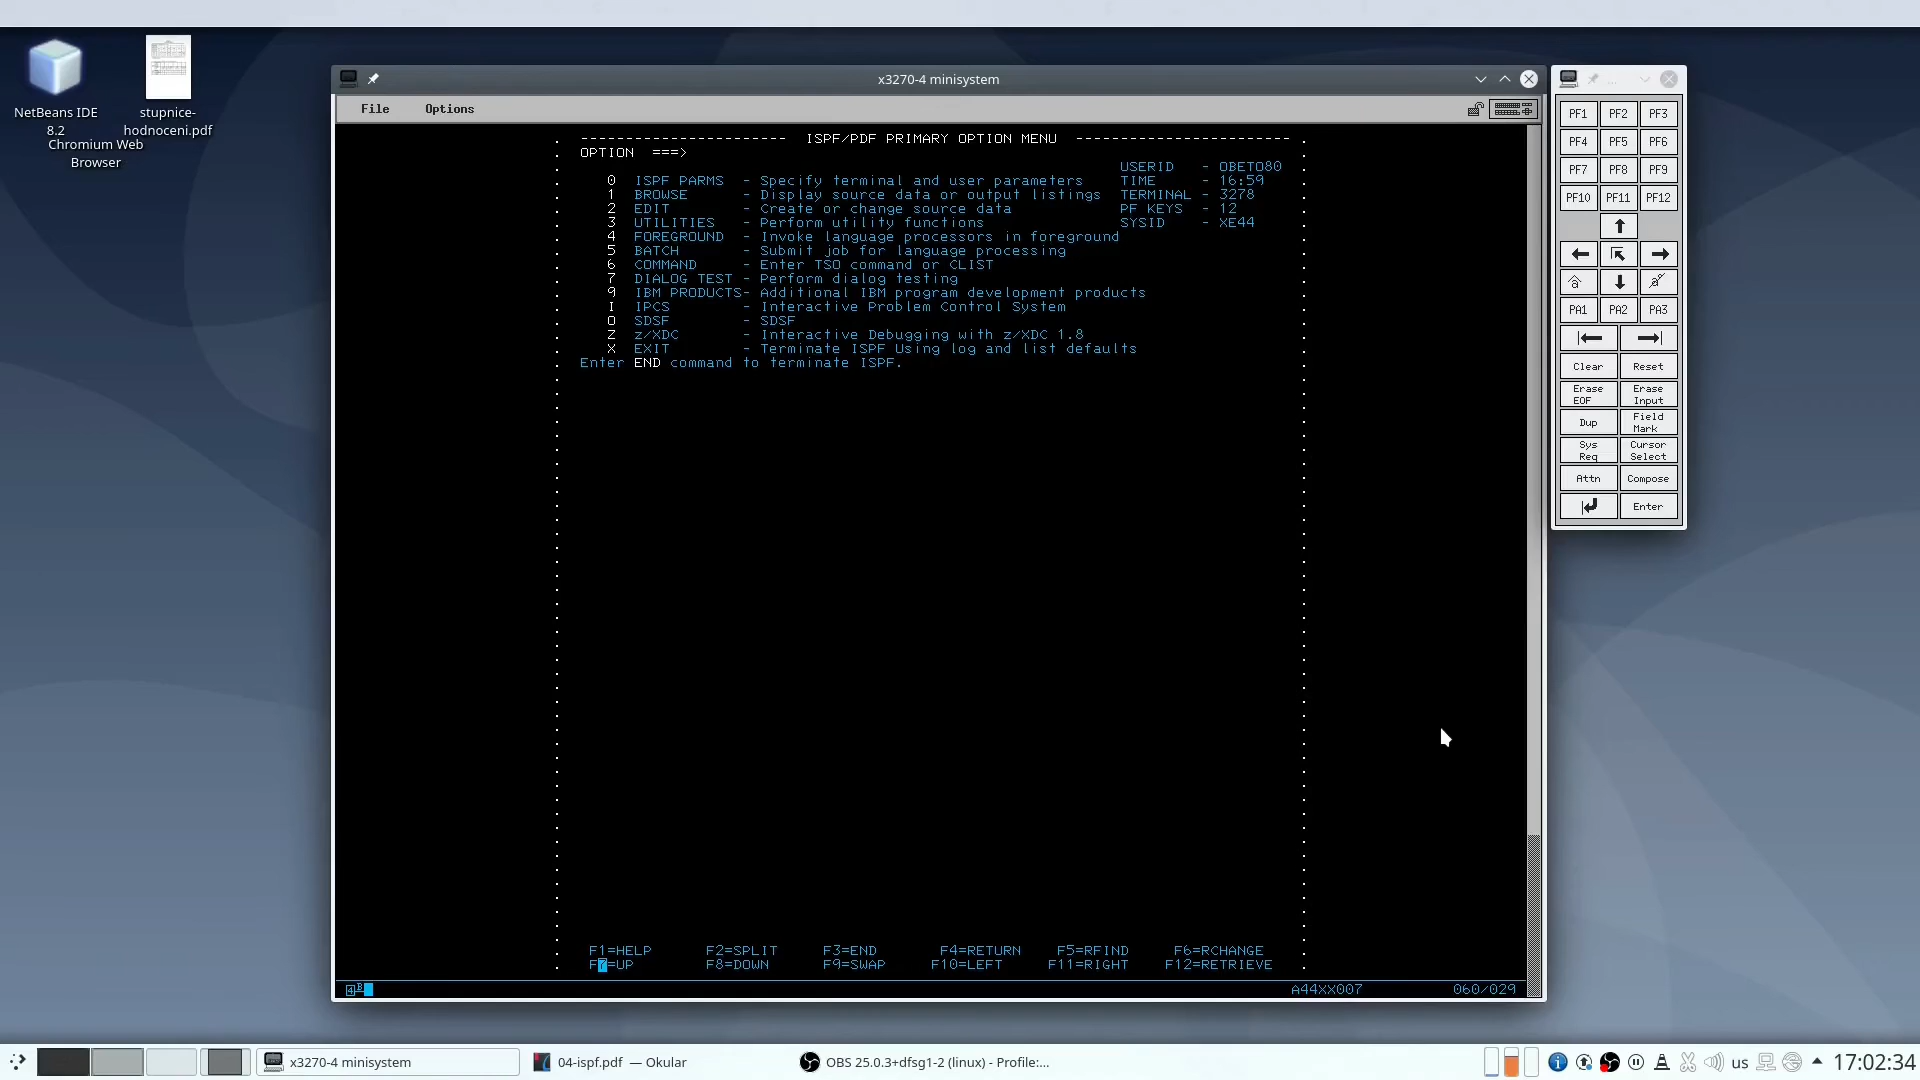 NetBeans IDE
8.2
Chromium Web
Browser
stupnice-
hodnoceni.pdf
x3270-4 minisystem
File Options
---------------------- ISPF/PDF PRIMARY OPTION MENU ------------------------
OPTION ===>
USERID - OBETO80
0 ISPF PARMS - Specify terminal and user parameters TIME - 16:59
1 BROWSE - Display source data or output listings TERMINAL - 3278
2 EDIT - Create or change source data PF KEYS - 12
3 UTILITIES - Perform utility functions SYSID - XE44
4 FOREGROUND - Invoke language processors in foreground
5 BATCH - Submit job for language processing
6 COMMAND - Enter TSO command or CLIST
7 DIALOG TEST - Perform dialog testing
9 IBM PRODUCTS- Additional IBM program development products
I IPCS - Interactive Problem Control System
O SDSF - SDSF
Z z/XDC - Interactive Debugging with z/XDC 1.8
X EXIT - Terminate ISPF Using log and list defaults
Enter END command to terminate ISPF.
F1=HELP F2=SPLIT F3=END F4=RETURN F5=RFIND F6=RCHANGE
F7=UP F8=DOWN F9=SWAP F10=LEFT F11=RIGHT F12=RETRIEVE
4 B A44XX007 060/029
...
PF1 PF2 PF3
PF4 PF5 PF6
PF7 PF8 PF9
PF10 PF11 PF12
PA1 PA2 PA3
Clear Reset
Erase EOF Erase Input
Dup Field Mark
Sys Req Cursor Select
Attn Compose
Enter
x3270-4 minisystem
04-ispf.pdf — Okular
OBS 25.0.3+dfsg1-2 (linux) - Profile:...
us
17:02:34